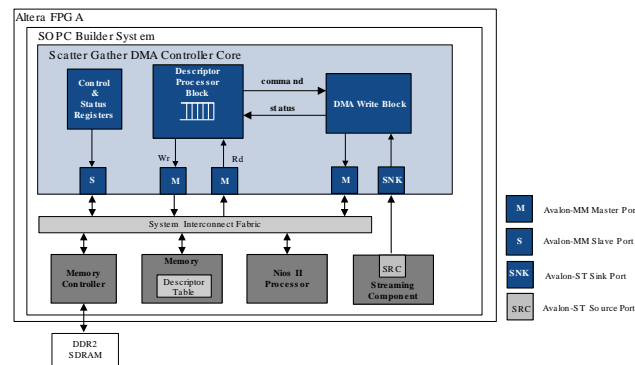 Altera FPGA
SOPC Builder System
Scatter Gather DMA Controller Core
Control
&
Status
Registers
Descriptor
Processor
Block
command
status
DMA Write Block
Wr
Rd
S
M
M
M
SNK
System Interconnect Fabric
Memory
Controller
Memory
Descriptor
Table
Nios II
Processor
SRC
Streaming
Component
DDR2
SDRAM
M
Avalon-MM Master Port
S
Avalon-MM Slave Port
SNK
Avalon-ST Sink Port
SRC
Avalon-ST Source Port